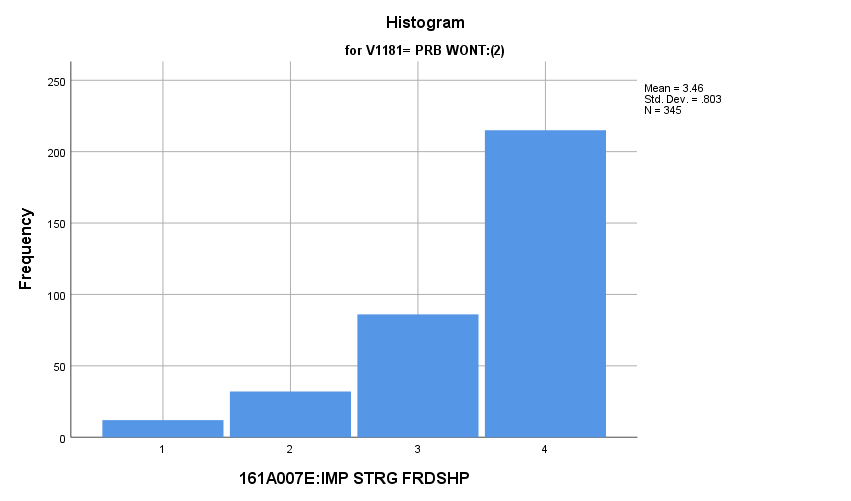 Histogram
for V1181= PRB WONT:(2)
Mean = 3.46
Std. Dev. = .803
N = 345
250
200
150
100
50
0
Frequency
1 2 3 4
161A007E:IMP STRG FRDSHP